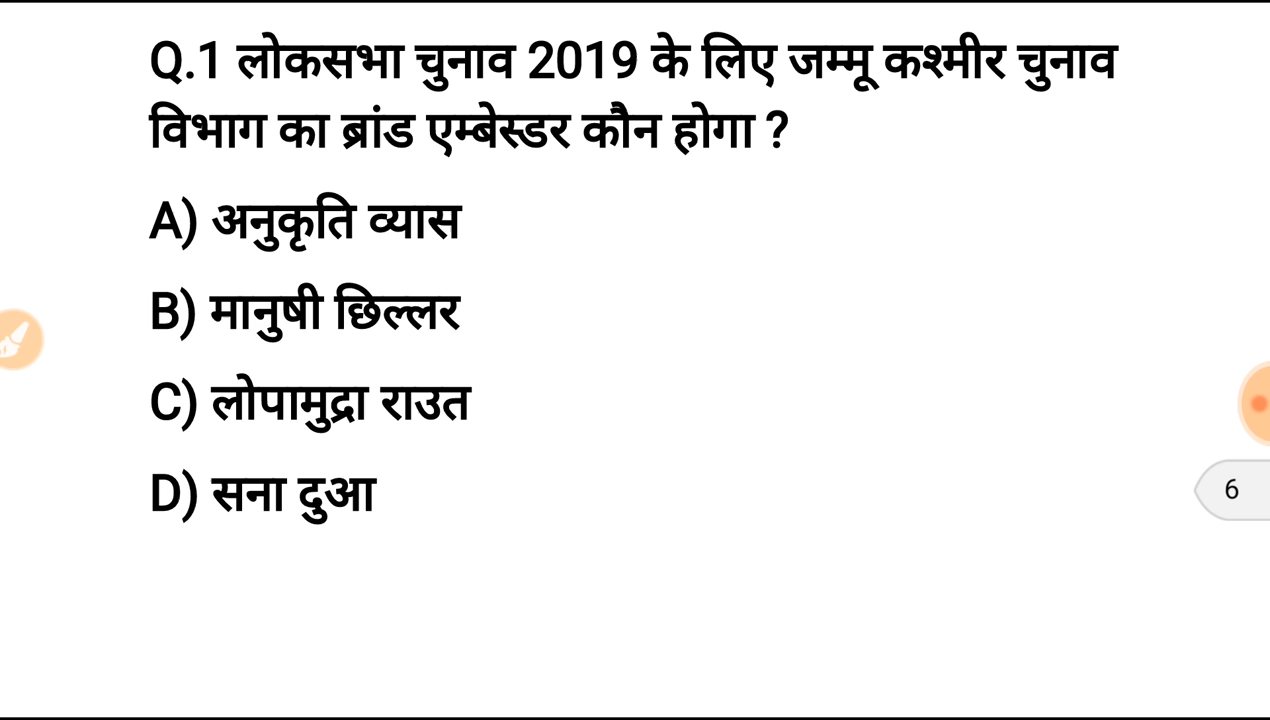 Q.1 लोकसभा चुनाव 2019 के लिए जम्मू कश्मीर चुनाव
विभाग का ब्रांड एम्बेस्डर कौन होगा ?
A) अनुकृति व्यास
B) मानुषी छिल्लर
C) लोपामुद्रा राउत
D) सना दुआ
6